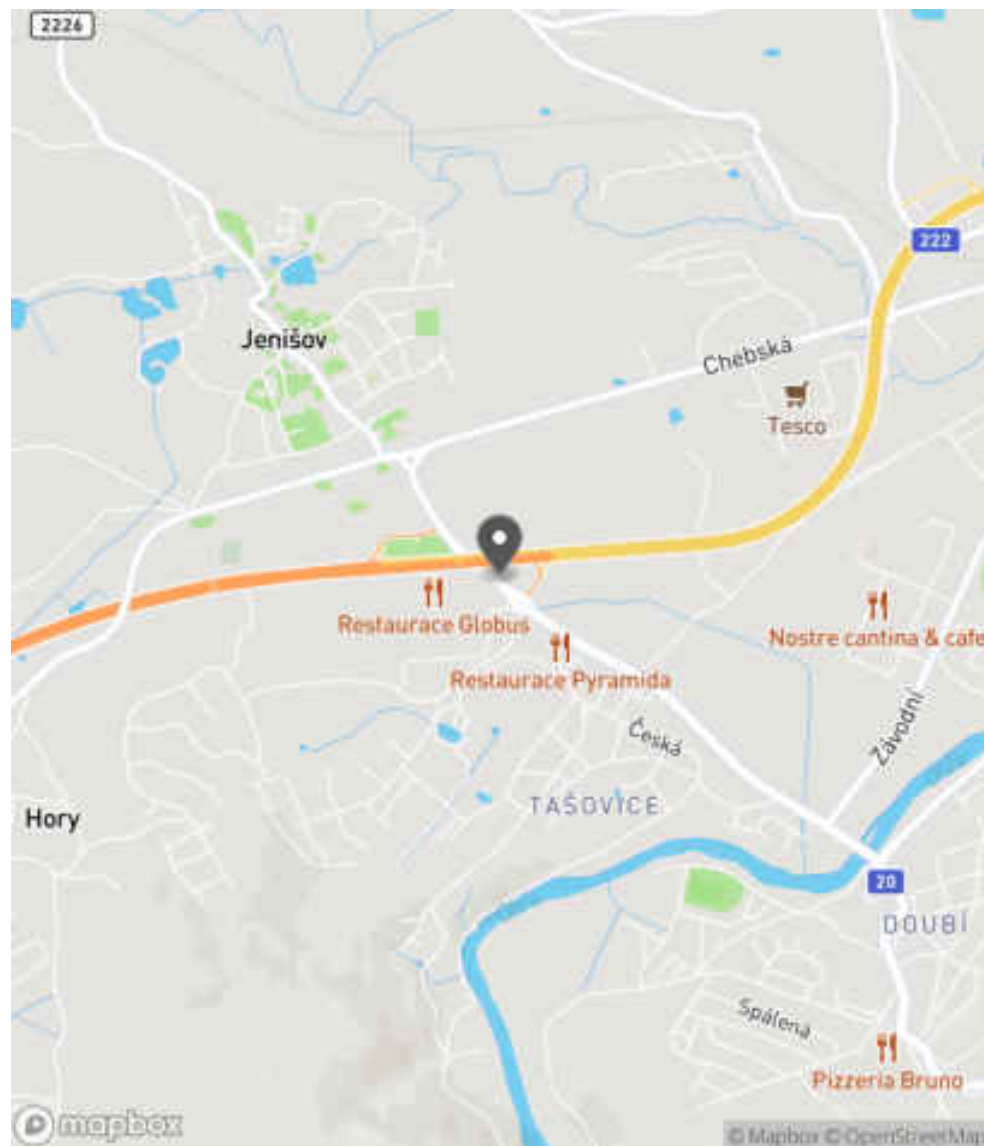 2226
222
Jenišov
Chebská
Tesco
Restaurace Globus
Nostre cantina & cafe
Restaurace Pyramida
Závodní
Česká
TAŠOVICE
Hory
20
DOUBÍ
Spálená
Pizzeria Bruno
mapbox
© Mapbox © OpenStreetMap